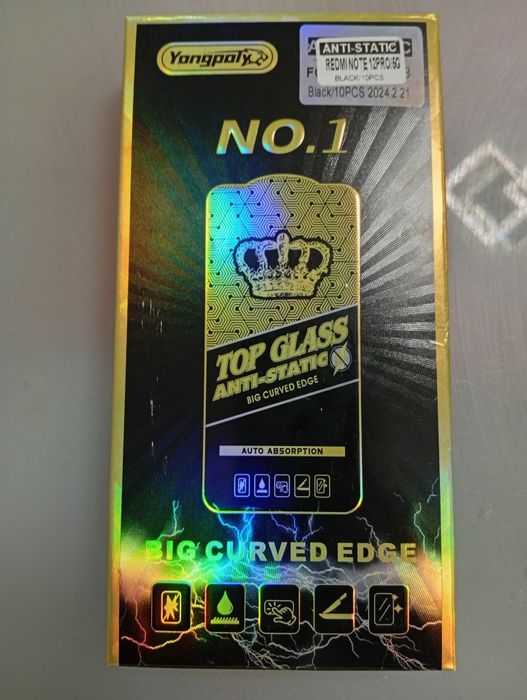 Yongpoly
ANTI-STATIC
REDMI NOTE 12PRO/5G
BLACK/10PCS
Black/10PCS 2024.2.21
NO.1
TOP GLASS
ANTI-STATIC
BIG CURVED EDGE
AUTO ABSORPTION
BIG CURVED EDGE